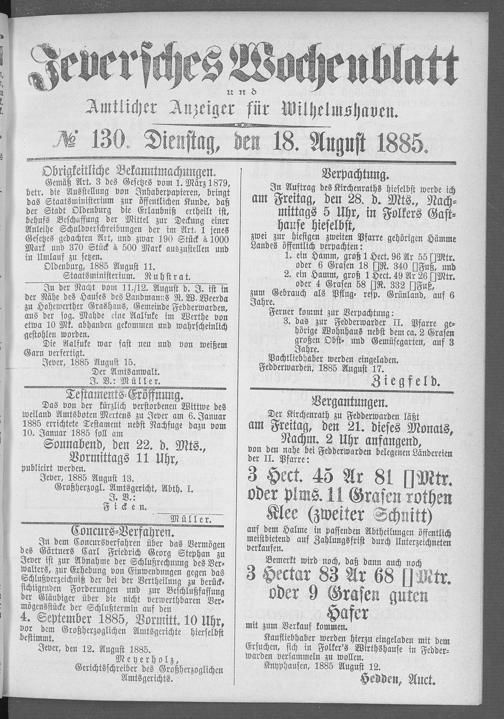 Jeversches Wochenblatt
und
Amtlicher Anzeiger für Wilhelmshaven.
№ 130. Dienstag, den 18. August 1885.
Obrigkeitliche Bekanntmachungen.
Gemäß Art. 3 des Gesetzes vom 1. März 1879,
betr. die Ausstellung von Inhaberpapieren, bringt
das Staatsministerium zur öffentlichen Kunde, daß
der Stadt Oldenburg die Erlaubniß ertheilt ist,
behufs Beschaffung der Mittel zur Deckung einer
Anleihe Schuldverschreibungen der im Art. 1 jenes
Gesetzes gedachten Art, und zwar 190 Stück à 1000
Mark und 370 Stück à 500 Mark auszustellen und
in Umlauf zu setzen.
Oldenburg, 1885 August 11.
Staatsministerium. Ruhstrat.
In der Nacht vom 11./12. August d. J. ist in
der Nähe des Hauses des Landmanns R. W. Weerda
zu Hohewerther Grashaus, Gemeinde Fedderwarden,
aus der sog. Mahde eine Aalfuke im Werthe von
etwa 10 Mk. abhanden gekommen und wahrscheinlich
gestohlen worden.
Die Aalfuke war fast neu und von weißem
Garn verfertigt.
Jever, 1885 August 15.
Der Amtsanwalt.
J. V.: Müller.
Testaments-Eröffnung.
Das von der kürzlich verstorbenen Wittwe des
weiland Amtsboten Mertens zu Jever am 6. Januar
1885 errichtete Testament nebst Nachfuge dazu vom
10. Januar 1885 soll am
Sonnabend, den 22. d. Mts.,
Vormittags 11 Uhr,
publicirt werden.
Jever, 1885 August 13.
Großherzogl. Amtsgericht, Abth. I.
J. V.:
Ficken.
Müller.
Concurs-Verfahren.
In dem Concursverfahren über das Vermögen
des Gärtners Carl Friedrich Georg Stephan zu
Jever ist zur Abnahme der Schlußrechnung des Ver-
walters, zur Erhebung von Einwendungen gegen das
Schlußverzeichniß der bei der Vertheilung zu berück-
sichtigenden Forderungen und zur Beschlußfassung
der Gläubiger über die nicht verwerthbaren Ver-
mögensstücke der Schlußtermin auf den
4. September 1885, Vormitt. 10 Uhr,
vor dem Großherzoglichen Amtsgerichte hierselbst
bestimmt.
Jever, den 12. August 1885.
Meyerholz,
Gerichtsschreiber des Großherzoglichen
Amtsgerichts.
Verpachtung.
In Auftrag des Kirchenraths hieselbst werde ich
am Freitag, den 28. d. Mts., Nach-
mittags 5 Uhr, in Folkers Gast-
hause hieselbst,
zwei zur hiesigen zweiten Pfarre gehörigen Hämme
Landes öffentlich verpachten:
1. ein Hamm, groß 1 Hect. 96 Ar 55 []Mtr.
oder 6 Grasen 18 []R. 340 []Fuß, und
2. ein Hamm, groß 1 Hect. 49 Ar 26 []Mtr.
oder 4 Grasen 58 []R. 332 []Fuß,
zum Gebrauch als Pflug- resp. Grünland, auf 6
Jahre.
Ferner kommt zur Verpachtung:
3. das zur Fedderwarder II. Pfarre ge-
hörige Wohnhaus nebst dem ca. 2 Grasen
großen Obst- und Gemüsegarten, auf 3
Jahre.
Pachtliebhaber werden eingeladen.
Fedderwarden, 1885 August 17.
Ziegfeld.
Vergantungen.
Der Kirchenrath zu Fedderwarden läßt
am Freitag, den 21. dieses Monats,
Nachm. 2 Uhr anfangend,
von den nahe bei Fedderwarden belegenen Ländereien
der II. Pfarre:
3 Hect. 45 Ar 81 []Mtr.
oder plms. 11 Grasen rothen
Klee (zweiter Schnitt)
auf dem Halme in passenden Abtheilungen öffentlich
meistbietend auf Zahlungsfrist durch Unterzeichneten
verkaufen.
Bemerkt wird noch, daß dann auch noch
3 Hectar 83 Ar 68 []Mtr.
oder 9 Grasen guten
Hafer
mit zum Verkauf kommen.
Kaufliebhaber werden hierzu eingeladen mit dem
Ersuchen, sich in Folker's Wirthshause in Fedder-
warden versammeln zu wollen.
Knyphausen, 1885 August 12.
Hedden, Auct.